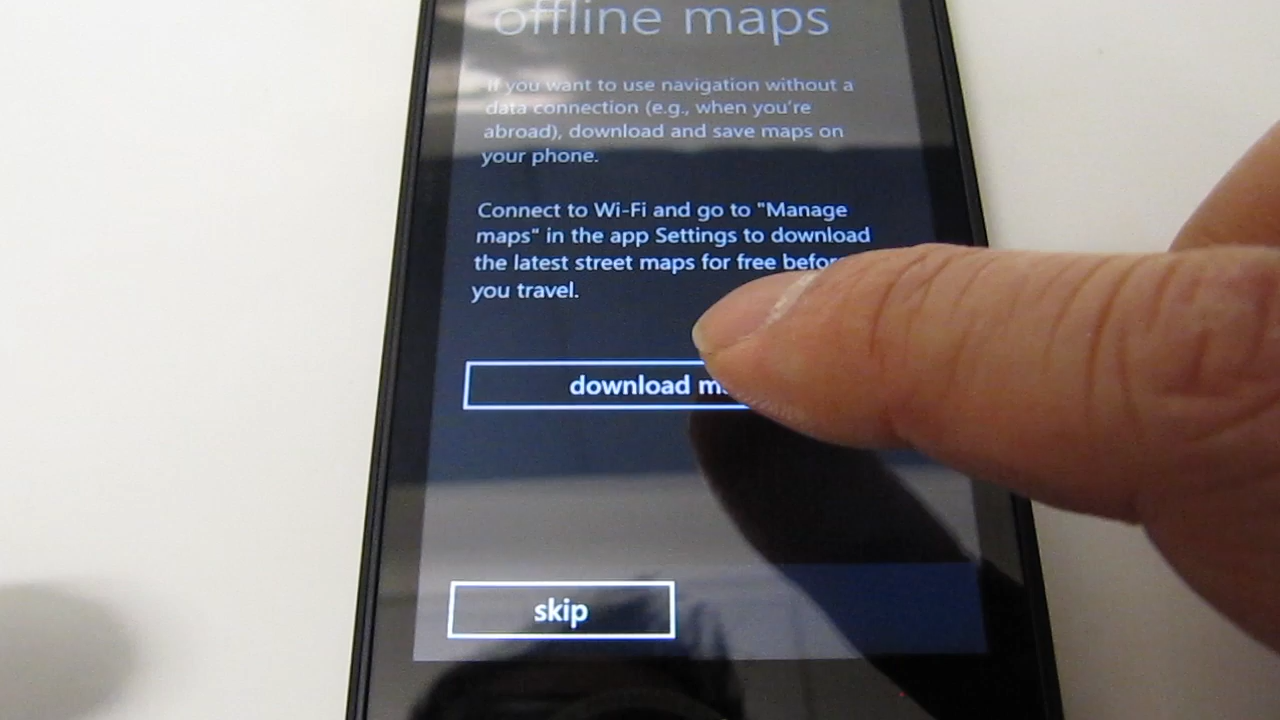 offline maps
If you want to use navigation without a
data connection (e.g., when you're
abroad), download and save maps on
your phone.
Connect to Wi-Fi and go to "Manage
maps" in the app Settings to download
the latest street maps for free
you travel.
download
skip